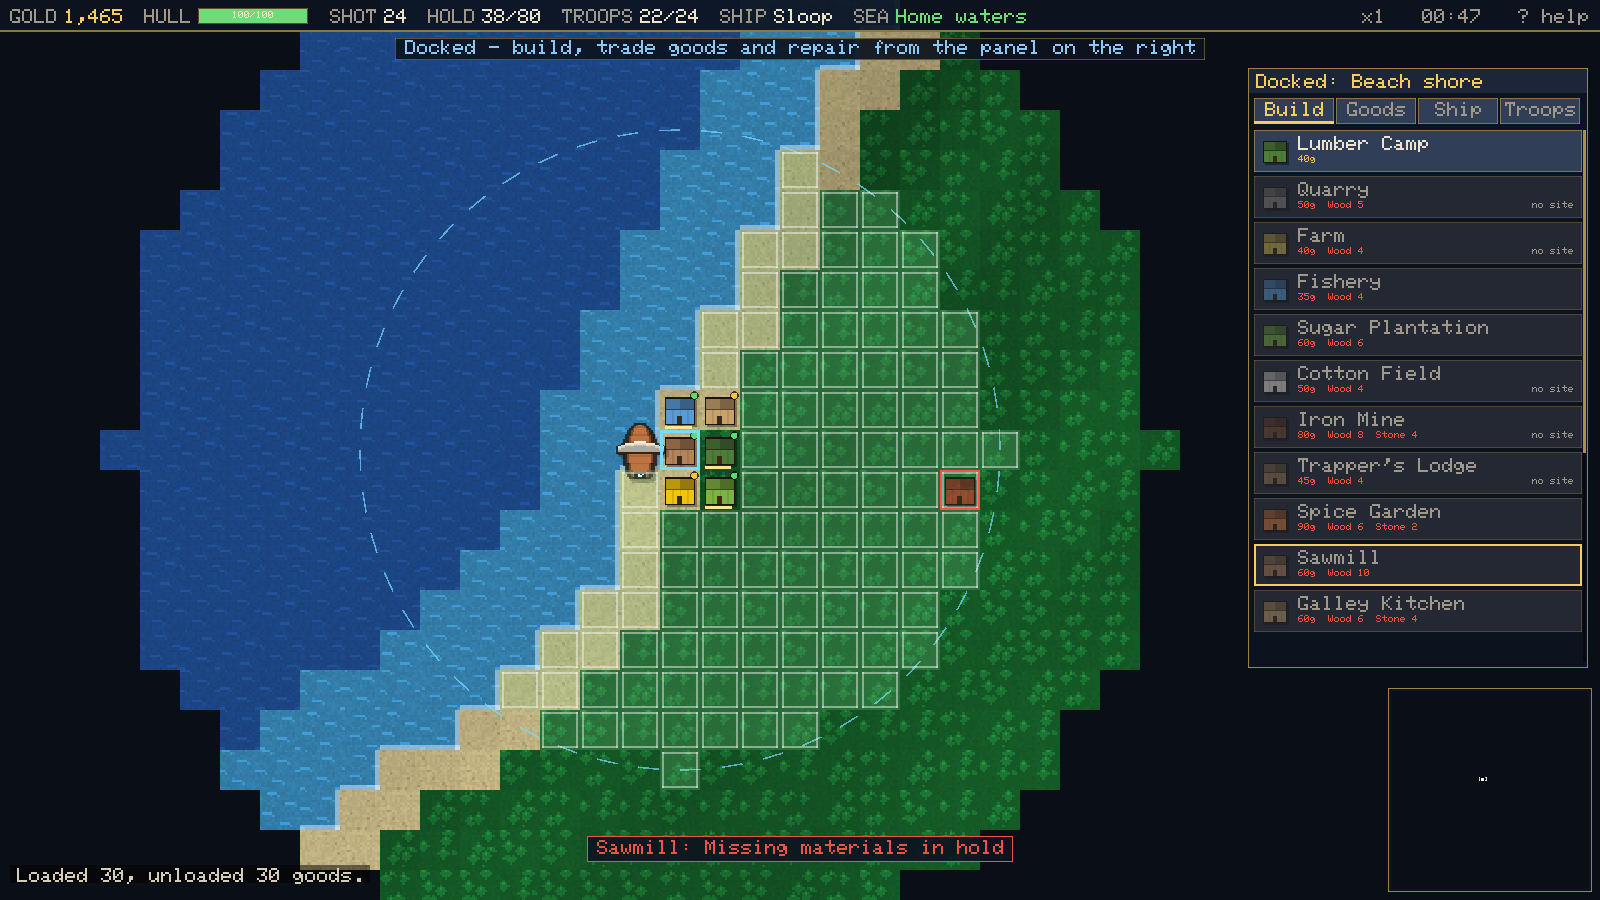 GOLD 1,465 HULL 100/100 SHOT 24 HOLD 38/80 TROOPS 22/24 SHIP Sloop SEA Home waters x1 00:47 ? help
Docked - build, trade goods and repair from the panel on the right
Docked: Beach shore
Build Goods Ship Troops
Lumber Camp
40g
Quarry
50g Wood 5 no site
Farm
40g Wood 4 no site
Fishery
35g Wood 4
Sugar Plantation
60g Wood 6
Cotton Field
50g Wood 4 no site
Iron Mine
80g Wood 8 Stone 4 no site
Trapper's Lodge
45g Wood 4 no site
Spice Garden
90g Wood 6 Stone 2
Sawmill
60g Wood 10
Galley Kitchen
60g Wood 6 Stone 4
Sawmill: Missing materials in hold
Loaded 30, unloaded 30 goods.